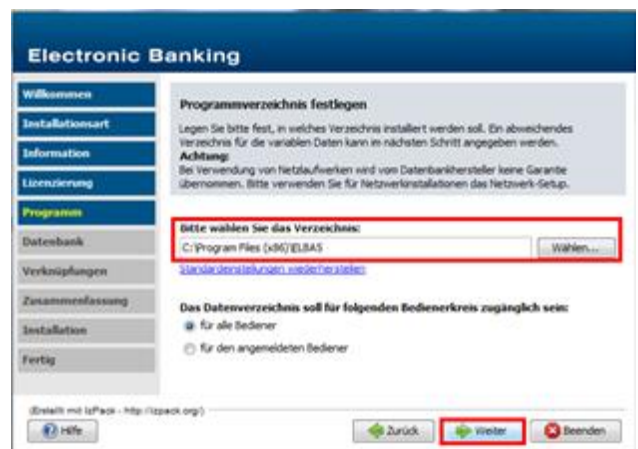 Electronic Banking
Willkommen
Installationsart
Information
Lizenzierung
Programm
Datenbank
Verknüpfungen
Zusammenfassung
Installation
Fertig
Programmverzeichnis festlegen
Legen Sie bitte fest, in welches Verzeichnis installiert werden soll. Ein abweichendes
Verzeichnis für die variablen Daten kann im nächsten Schritt angegeben werden.
Achtung:
Bei Verwendung von Netzlaufwerken wird vom Datenbankhersteller keine Garantie
übernommen. Bitte verwenden Sie für Netzwerkinstallationen das Netzwerk-Setup.
Bitte wählen Sie das Verzeichnis:
C:\Program Files (x86)\ELBA5
Wählen...
Standardeinstellungen wiederherstellen
Das Datenverzeichnis soll für folgenden Bedienerkreis zugänglich sein:
für alle Bediener
für den angemeldeten Bediener
(Erstellt mit IzPack - http://izpack.org/)
Hilfe
Zurück
Weiter
Beenden